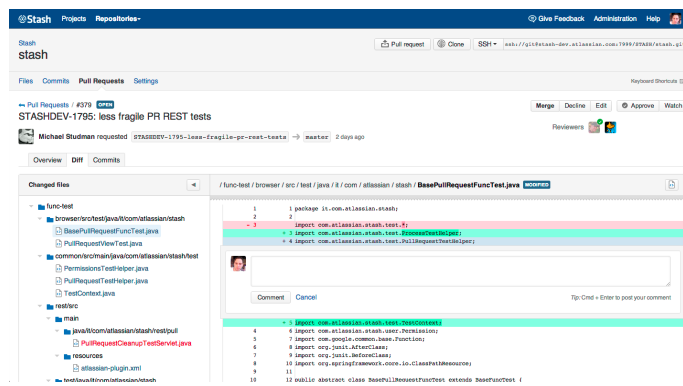 Stash Projects Repositories Give Feedback Administration Help
Stash
stash
Pull request Clone SSH ssh://git@stash-dev.atlassian.com:7999/STASH/stash.gi
Files Commits Pull Requests Settings Keyboard Shortcuts
Pull Requests / #379 OPEN
Merge Decline Edit Approve Watch
STASHDEV-1795: less fragile PR REST tests
Michael Studman requested STASHDEV-1795-less-fragile-pr-rest-tests → master 2 days ago
Reviewers
Overview Diff Commits
Changed files
/ func-test / browser / src / test / java / it / com / atlassian / stash / BasePullRequestFuncTest.java MODIFIED
func-test
browser/src/test/java/it/com/atlassian/stash
BasePullRequestFuncTest.java
PullRequestViewTest.java
common/src/main/java/com/atlassian/stash/test
PermissionsTestHelper.java
PullRequestTestHelper.java
TestContext.java
rest/src
main
java/it/com/atlassian/stash/rest/pull
PullRequestCleanupTestServlet.java
resources
atlassian-plugin.xml
test/java/it/com/atlassian/stash
1 1 package it.com.atlassian.stash;
2 2
- 3 import com.atlassian.stash.test.*;
+ 3 import com.atlassian.stash.test.ProcessTestHelper;
+ 4 import com.atlassian.stash.test.PullRequestTestHelper;
Comment Cancel Tip: Cmd + Enter to post your comment
+ 5 import com.atlassian.stash.test.TestContext;
4 6 import com.atlassian.stash.user.Permission;
5 7 import com.google.common.base.Function;
6 8 import org.junit.AfterClass;
7 9 import org.junit.BeforeClass;
8 10 import org.springframework.core.io.ClassPathResource;
9 11
10 12 public abstract class BasePullRequestFuncTest extends BaseFuncTest {